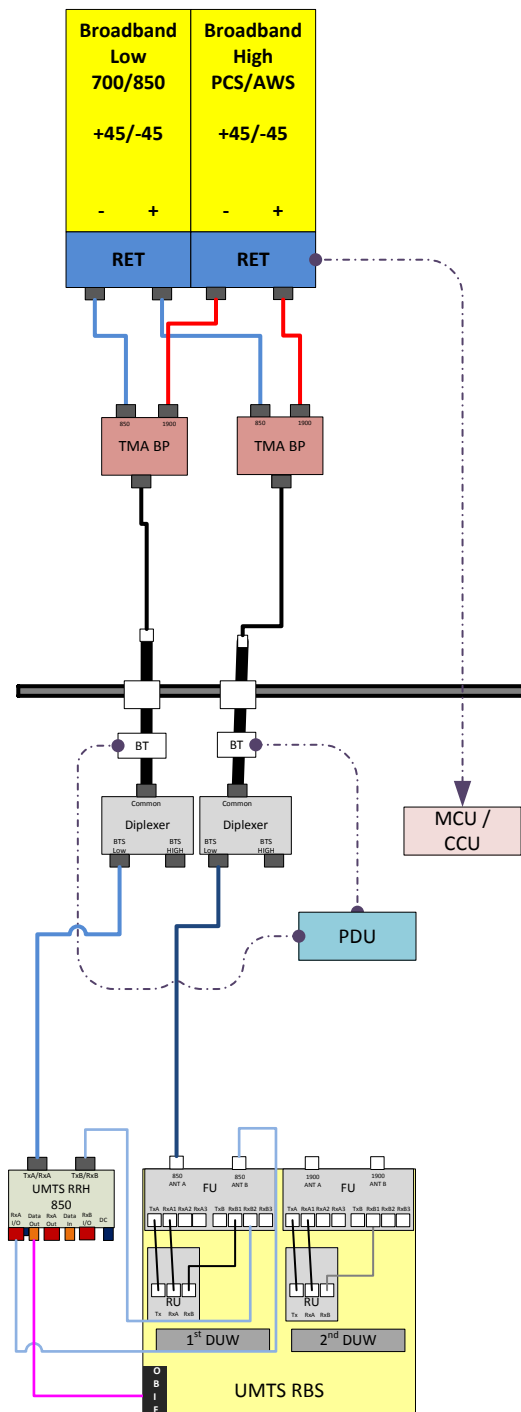 Broadband Low 700/850
+45/-45
- +
Broadband High PCS/AWS
+45/-45
- +
RET
RET
850 1900
TMA BP
850 1900
TMA BP
BT
BT
Common
Diplexer
BTS Low
BTS HIGH
Common
Diplexer
BTS Low
BTS HIGH
MCU / CCU
PDU
TxA/RxA TxB/RxB
UMTS RRH
850
RxA I/O
Data Out
RxA Out
Data In
RxB I/O
DC
850 ANT A
850 ANT B
FU
TxA RxA1 RxA2 RxA3 TxB RxB1 RxB2 RxB3
1900 ANT A
1900 ANT B
FU
TxA RxA1 RxA2 RxA3 TxB RxB1 RxB2 RxB3
RU
Tx RxA RxB
RU
Tx RxA RxB
1st DUW
2nd DUW
OBIF
UMTS RBS